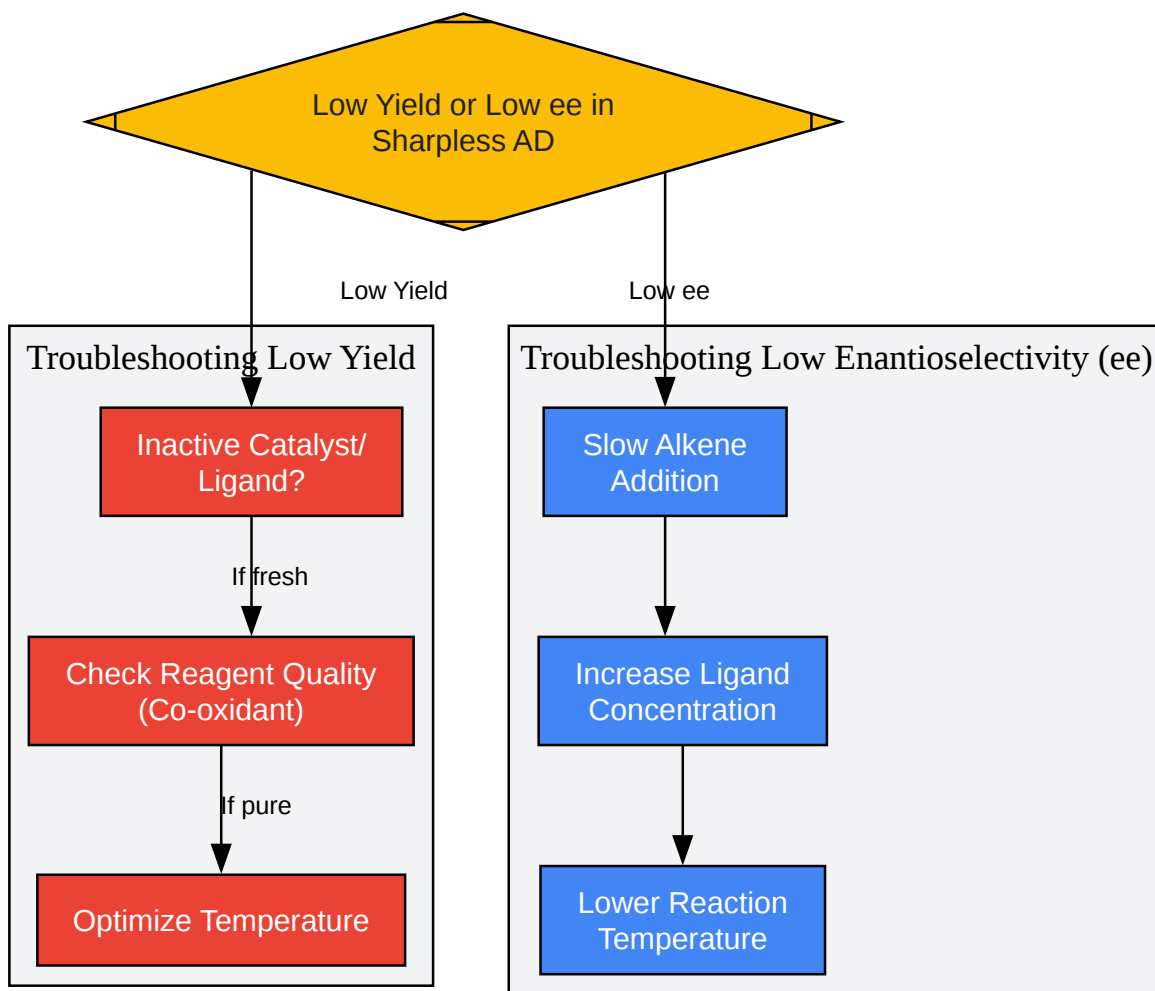 Low Yield or Low ee in
Sharpless AD
Low Yield
Low ee
Troubleshooting Low Yield
Inactive Catalyst/
Ligand?
If fresh
Check Reagent Quality
(Co-oxidant)
If pure
Optimize Temperature
Troubleshooting Low Enantioselectivity (ee)
Slow Alkene
Addition
Increase Ligand
Concentration
Lower Reaction
Temperature